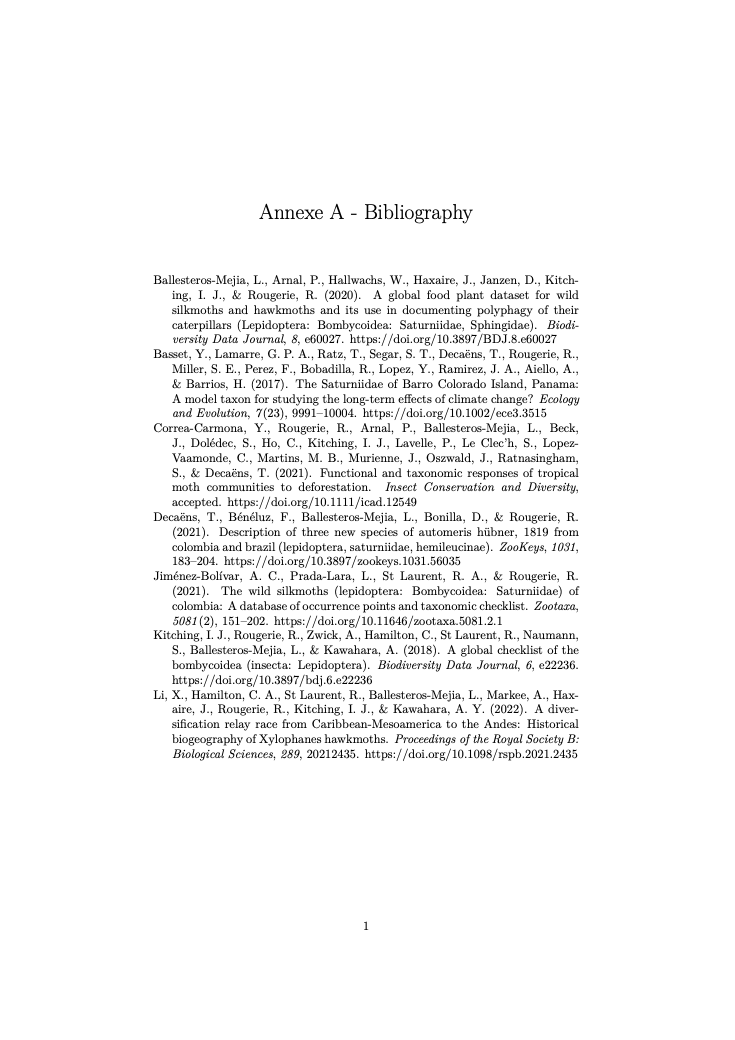 Annexe A - Bibliography
Ballesteros-Mejia, L., Arnal, P., Hallwachs, W., Haxaire, J., Janzen, D., Kitch-
ing, I. J., & Rougerie, R. (2020). A global food plant dataset for wild
silkmoths and hawkmoths and its use in documenting polyphagy of their
caterpillars (Lepidoptera: Bombycoidea: Saturniidae, Sphingidae). Biodi-
versity Data Journal, 8, e60027. https://doi.org/10.3897/BDJ.8.e60027
Basset, Y., Lamarre, G. P. A., Ratz, T., Segar, S. T., Decaëns, T., Rougerie, R.,
Miller, S. E., Perez, F., Bobadilla, R., Lopez, Y., Ramirez, J. A., Aiello, A.,
& Barrios, H. (2017). The Saturniidae of Barro Colorado Island, Panama:
A model taxon for studying the long-term effects of climate change? Ecology
and Evolution, 7(23), 9991–10004. https://doi.org/10.1002/ece3.3515
Correa-Carmona, Y., Rougerie, R., Arnal, P., Ballesteros-Mejia, L., Beck,
J., Dolédec, S., Ho, C., Kitching, I. J., Lavelle, P., Le Clec'h, S., Lopez-
Vaamonde, C., Martins, M. B., Murienne, J., Oszwald, J., Ratnasingham,
S., & Decaëns, T. (2021). Functional and taxonomic responses of tropical
moth communities to deforestation. Insect Conservation and Diversity,
accepted. https://doi.org/10.1111/icad.12549
Decaëns, T., Bénéluz, F., Ballesteros-Mejia, L., Bonilla, D., & Rougerie, R.
(2021). Description of three new species of automeris hübner, 1819 from
colombia and brazil (lepidoptera, saturniidae, hemileucinae). ZooKeys, 1031,
183–204. https://doi.org/10.3897/zookeys.1031.56035
Jiménez-Bolívar, A. C., Prada-Lara, L., St Laurent, R. A., & Rougerie, R.
(2021). The wild silkmoths (lepidoptera: Bombycoidea: Saturniidae) of
colombia: A database of occurrence points and taxonomic checklist. Zootaxa,
5081(2), 151–202. https://doi.org/10.11646/zootaxa.5081.2.1
Kitching, I. J., Rougerie, R., Zwick, A., Hamilton, C., St Laurent, R., Naumann,
S., Ballesteros-Mejia, L., & Kawahara, A. (2018). A global checklist of the
bombycoidea (insecta: Lepidoptera). Biodiversity Data Journal, 6, e22236.
https://doi.org/10.3897/bdj.6.e22236
Li, X., Hamilton, C. A., St Laurent, R., Ballesteros-Mejia, L., Markee, A., Hax-
aire, J., Rougerie, R., Kitching, I. J., & Kawahara, A. Y. (2022). A diver-
sification relay race from Caribbean-Mesoamerica to the Andes: Historical
biogeography of Xylophanes hawkmoths. Proceedings of the Royal Society B:
Biological Sciences, 289, 20212435. https://doi.org/10.1098/rspb.2021.2435
1